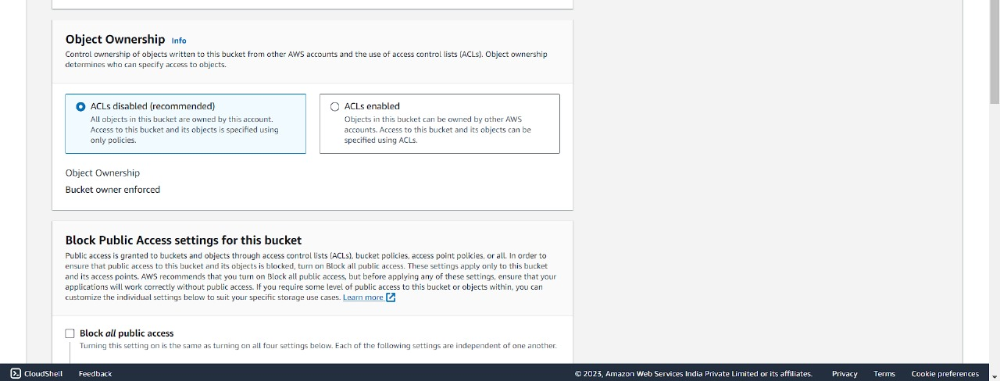 Object Ownership Info
Control ownership of objects written to this bucket from other AWS accounts and the use of access control lists (ACLs). Object ownership
determines who can specify access to objects.
ACLs disabled (recommended)
All objects in this bucket are owned by this account.
Access to this bucket and its objects is specified using
only policies.
ACLs enabled
Objects in this bucket can be owned by other AWS
accounts. Access to this bucket and its objects can be
specified using ACLs.
Object Ownership
Bucket owner enforced
Block Public Access settings for this bucket
Public access is granted to buckets and objects through access control lists (ACLs), bucket policies, access point policies, or all. In order to
ensure that public access to this bucket and its objects is blocked, turn on Block all public access. These settings apply only to this bucket
and its access points. AWS recommends that you turn on Block all public access, but before applying any of these settings, ensure that your
applications will work correctly without public access. If you require some level of public access to this bucket or objects within, you can
customize the individual settings below to suit your specific storage use cases. Learn more
Block all public access
Turning this setting on is the same as turning on all four settings below. Each of the following settings are independent of one another.
CloudShell Feedback © 2023, Amazon Web Services India Private Limited or its affiliates. Privacy Terms Cookie preferences